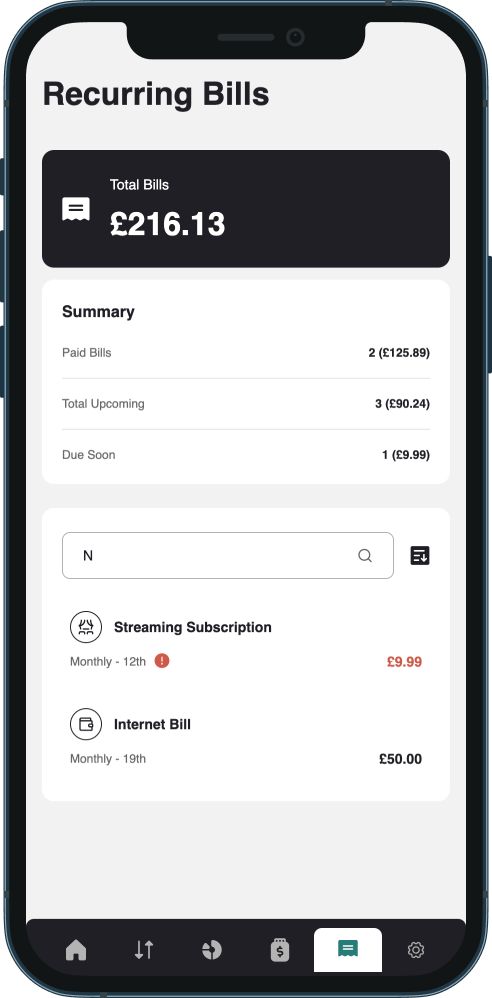 Recurring Bills
Total Bills
£216.13
Summary
Paid Bills 2 (£125.89)
Total Upcoming 3 (£90.24)
Due Soon 1 (£9.99)
N
Streaming Subscription
Monthly - 12th ! £9.99
Internet Bill
Monthly - 19th £50.00
$